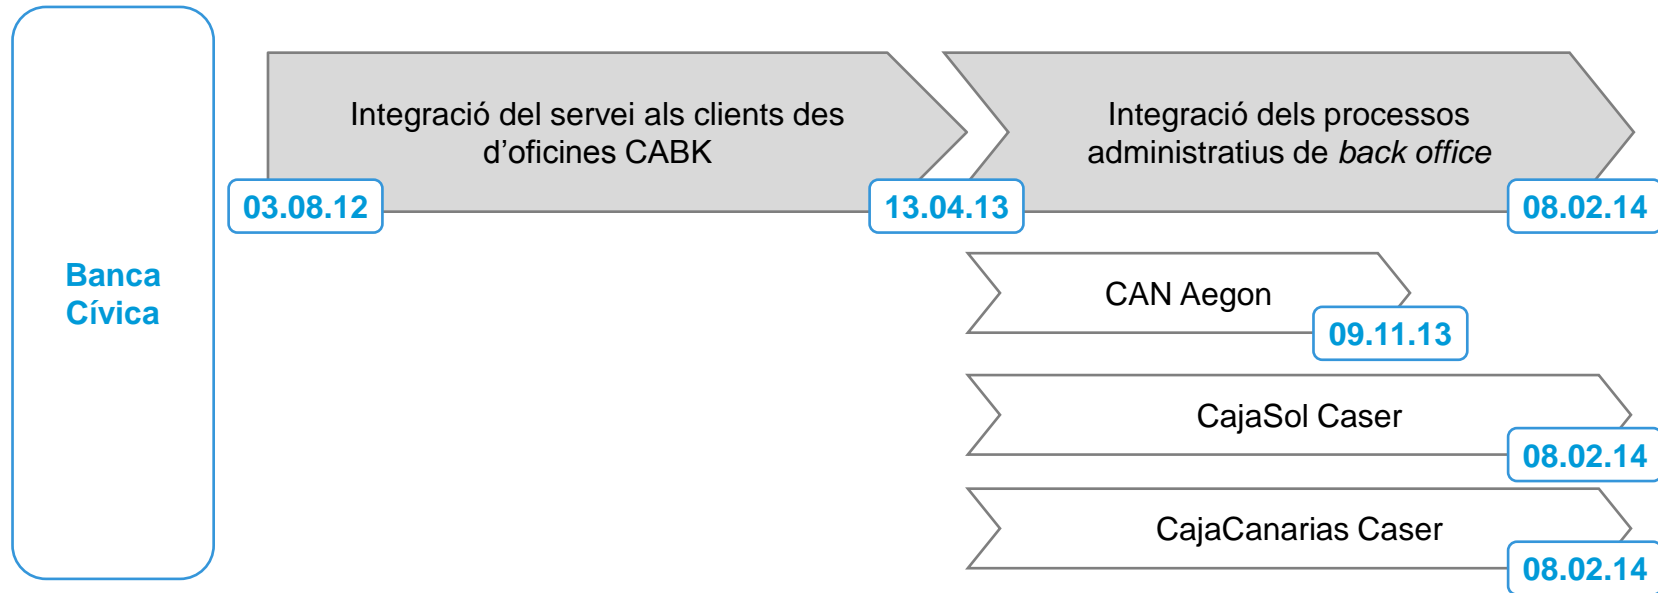 Banca
Cívica
Integració del servei als clients des
d’oficines CABK
Integració dels processos
administratius de back office
03.08.12
13.04.13
08.02.14
CAN Aegon
09.11.13
CajaSol Caser
08.02.14
CajaCanarias Caser
08.02.14